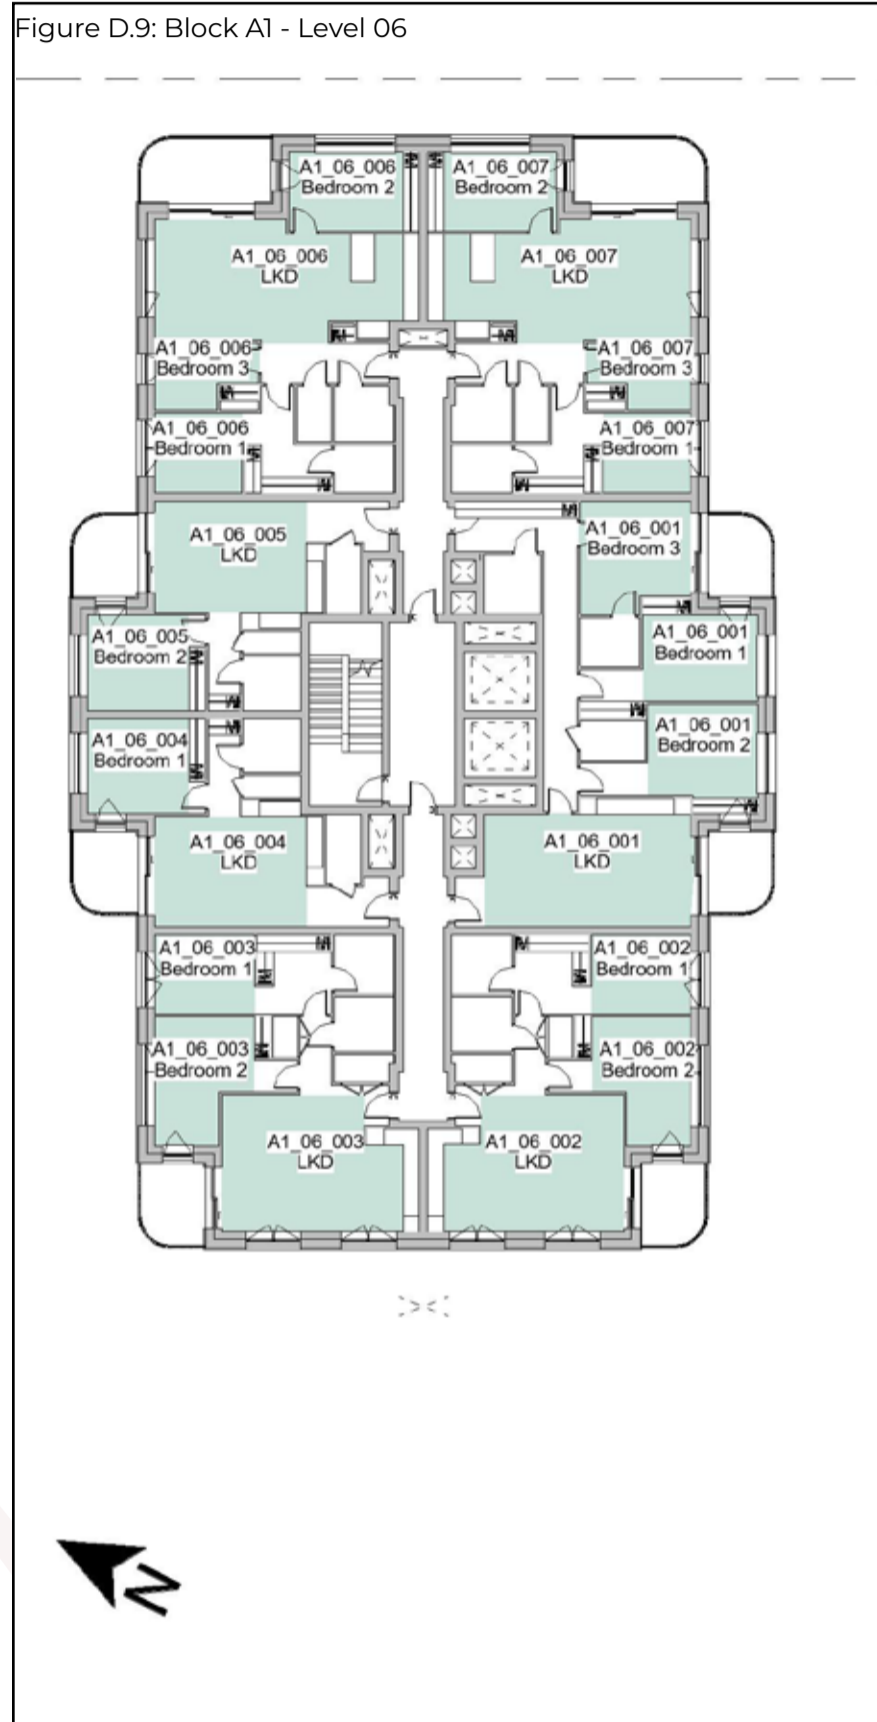 Figure D.9: Block A1 - Level 06
A1_06_006
Bedroom 2
A1_06_007
Bedroom 2
A1_06_006
LKD
A1_06_007
LKD
A1_06_006
Bedroom 3
A1_06_007
Bedroom 3
A1_06_006
Bedroom 1
A1_06_007
Bedroom 1
A1_06_005
LKD
A1_06_001
Bedroom 3
A1_06_005
Bedroom 2
A1_06_001
Bedroom 1
A1_06_004
Bedroom 1
A1_06_001
Bedroom 2
A1_06_004
LKD
A1_06_001
LKD
A1_06_003
Bedroom 1
A1_06_002
Bedroom 1
A1_06_003
Bedroom 2
A1_06_002
Bedroom 2
A1_06_003
LKD
A1_06_002
LKD
N